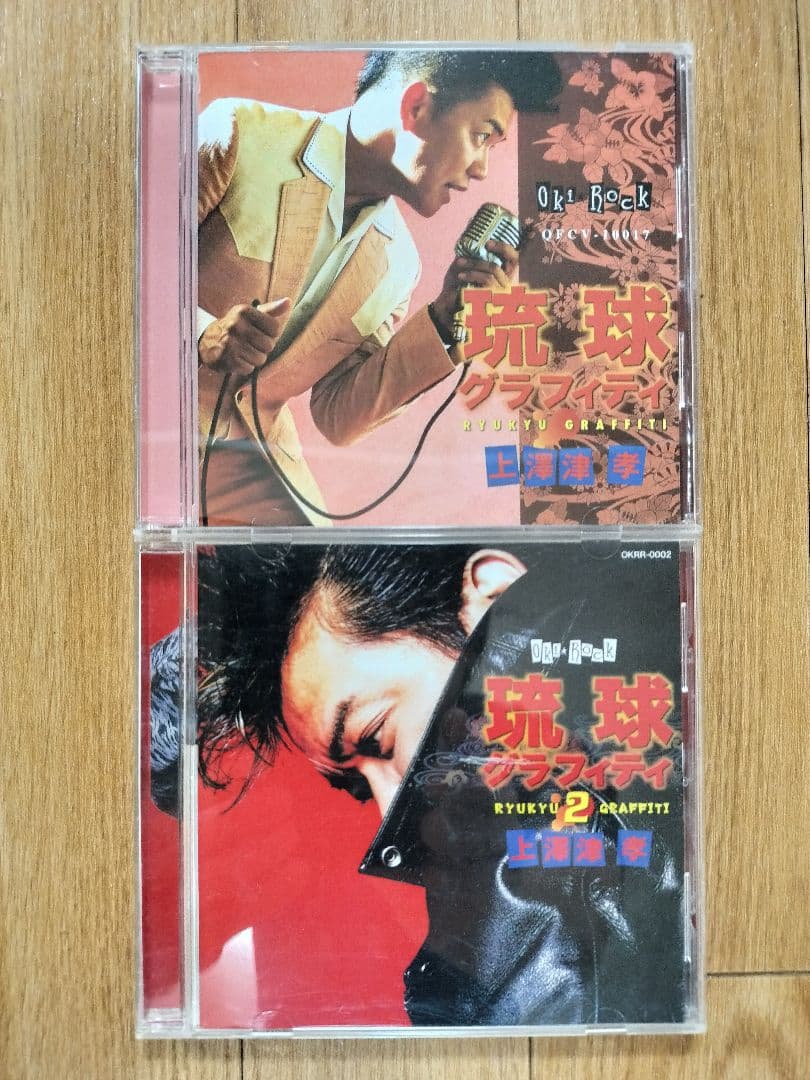 Oki Rock
QFCV-10017
琉球
グラフィティ
RYUKYU GRAFFITI
上澤津 孝
OKRR-0002
Oki★Rock
琉球
グラフィティ
RYUKYU 2 GRAFFITI
上澤津 孝